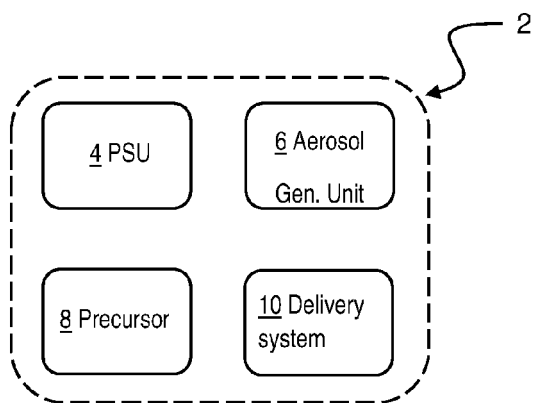 2
4 PSU
6 Aerosol
Gen. Unit
8 Precursor
10 Delivery
system